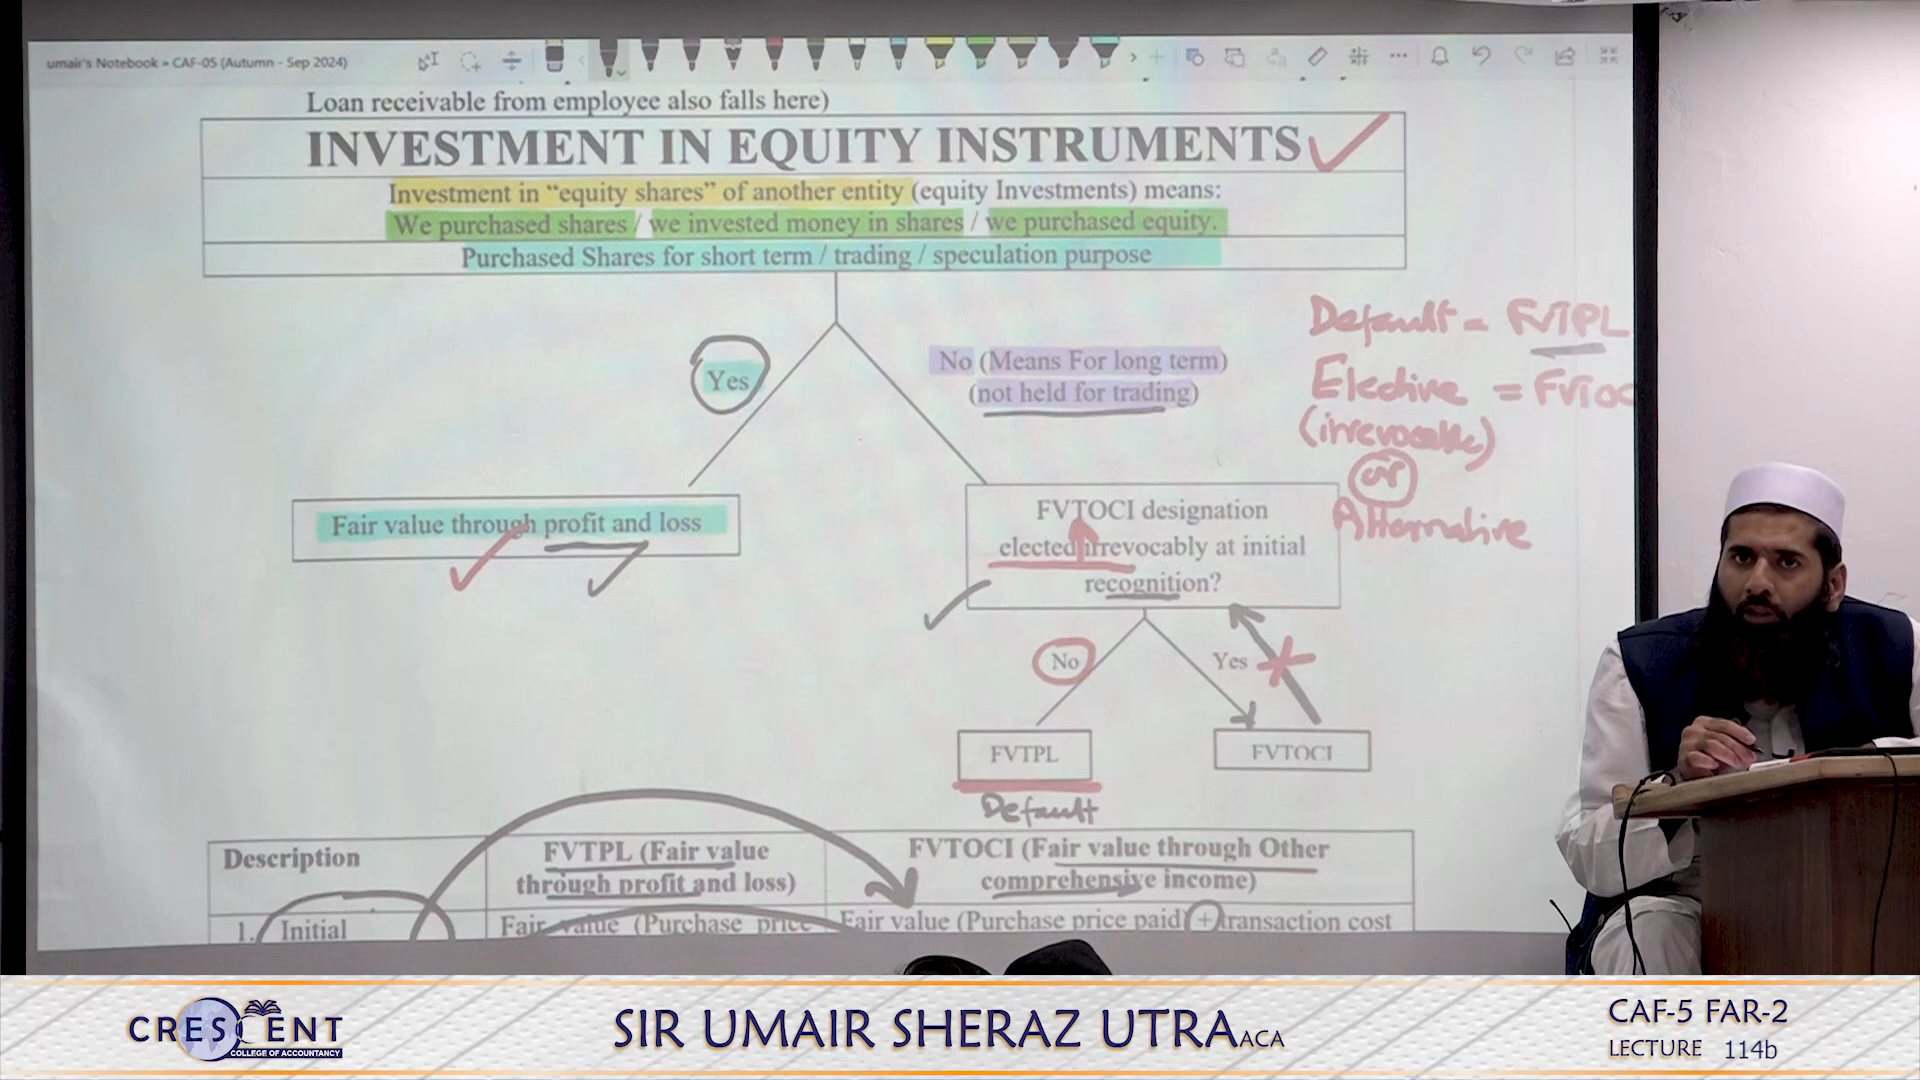 umair's Notebook » CAF-05 (Autumn - Sep 2024)
Loan receivable from employee also falls here)
INVESTMENT IN EQUITY INSTRUMENTS
Investment in “equity shares” of another entity (equity Investments) means:
We purchased shares / we invested money in shares / we purchased equity.
Purchased Shares for short term / trading / speculation purpose
Yes
No (Means For long term)
(not held for trading)
Default = FVTPL
Elective = FVTOC
(irrevocable)
or
Alternative
Fair value through profit and loss
FVTOCI designation
elected irrevocably at initial
recognition?
No
Yes
FVTPL
FVTOCI
Default
Description
FVTPL (Fair value
through profit and loss)
FVTOCI (Fair value through Other
comprehensive income)
1. Initial
Fair value (Purchase price
Fair value (Purchase price paid) + transaction cost
CRESCENT
COLLEGE OF ACCOUNTANCY
SIR UMAIR SHERAZ UTRA ACA
CAF-5 FAR-2
LECTURE 114b